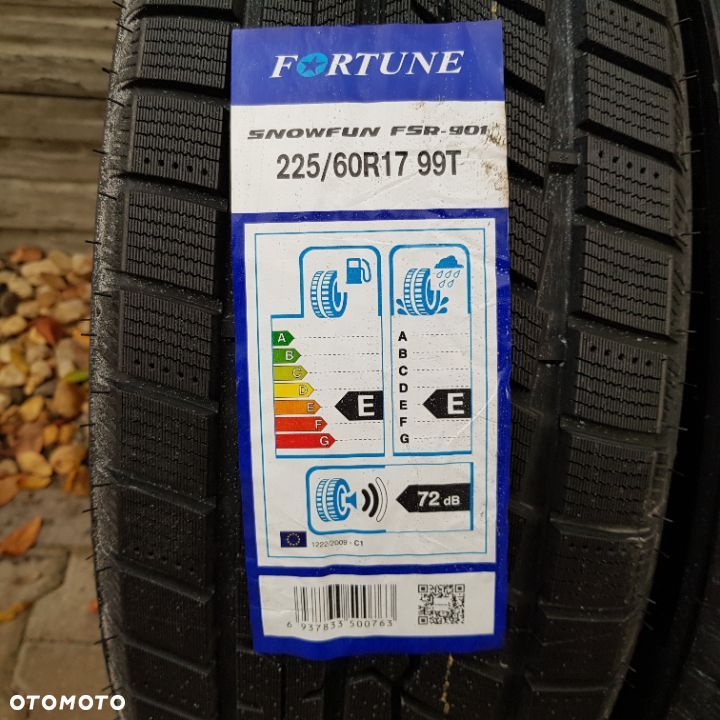 FORTUNE
SNOWFUN FSR-901
225/60R17 99T
A
B
C
D
E
F
G
E
A
B
C
D
E
F
G
E
72 dB
1222/2009 - C1
6 937833 500763
OTOMOTO